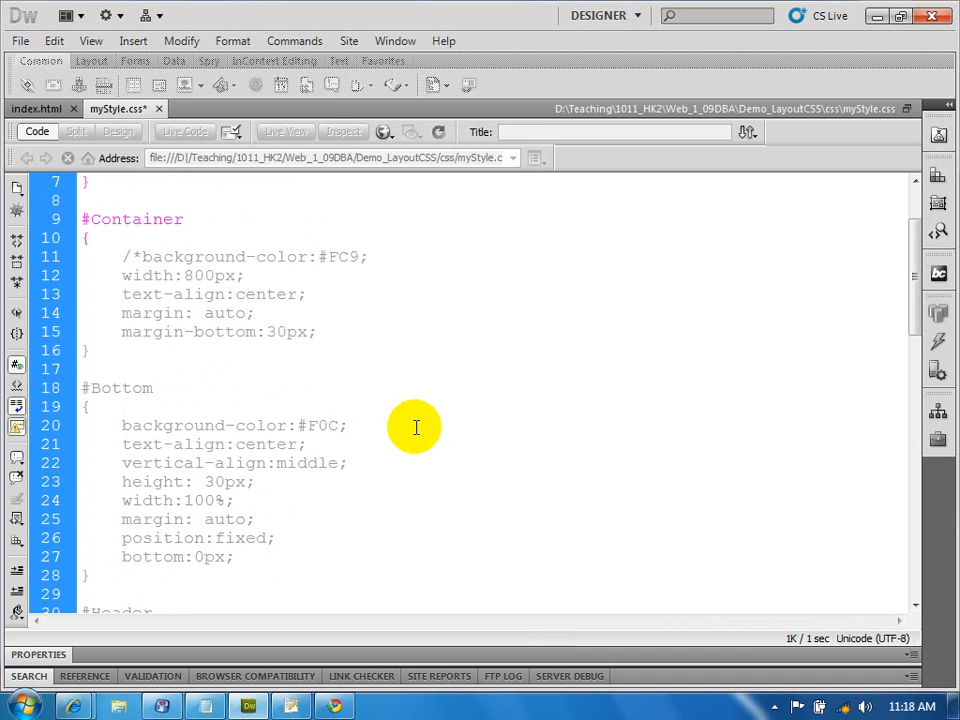 Dw
DESIGNER
CS Live
File Edit View Insert Modify Format Commands Site Window Help
Common Layout Forms Data Spry InContext Editing Text Favorites
index.html myStyle.css* D:\Teaching\1011_HK2\Web_1_09DBA\Demo_LayoutCSS\css\myStyle.css
Code Split Design Live Code Live View Inspect Title:
Address: file:///D|/Teaching/1011_HK2/Web_1_09DBA/Demo_LayoutCSS/css/myStyle.c
7 }
8
9 #Container
10 {
11 /*background-color:#FC9;
12 width:800px;
13 text-align:center;
14 margin: auto;
15 margin-bottom:30px;
16 }
17
18 #Bottom
19 {
20 background-color:#F0C;
21 text-align:center;
22 vertical-align:middle;
23 height: 30px;
24 width:100%;
25 margin: auto;
26 position:fixed;
27 bottom:0px;
28 }
29
30 #Header
1K / 1 sec Unicode (UTF-8)
PROPERTIES
SEARCH REFERENCE VALIDATION BROWSER COMPATIBILITY LINK CHECKER SITE REPORTS FTP LOG SERVER DEBUG
Dw
11:18 AM
bc